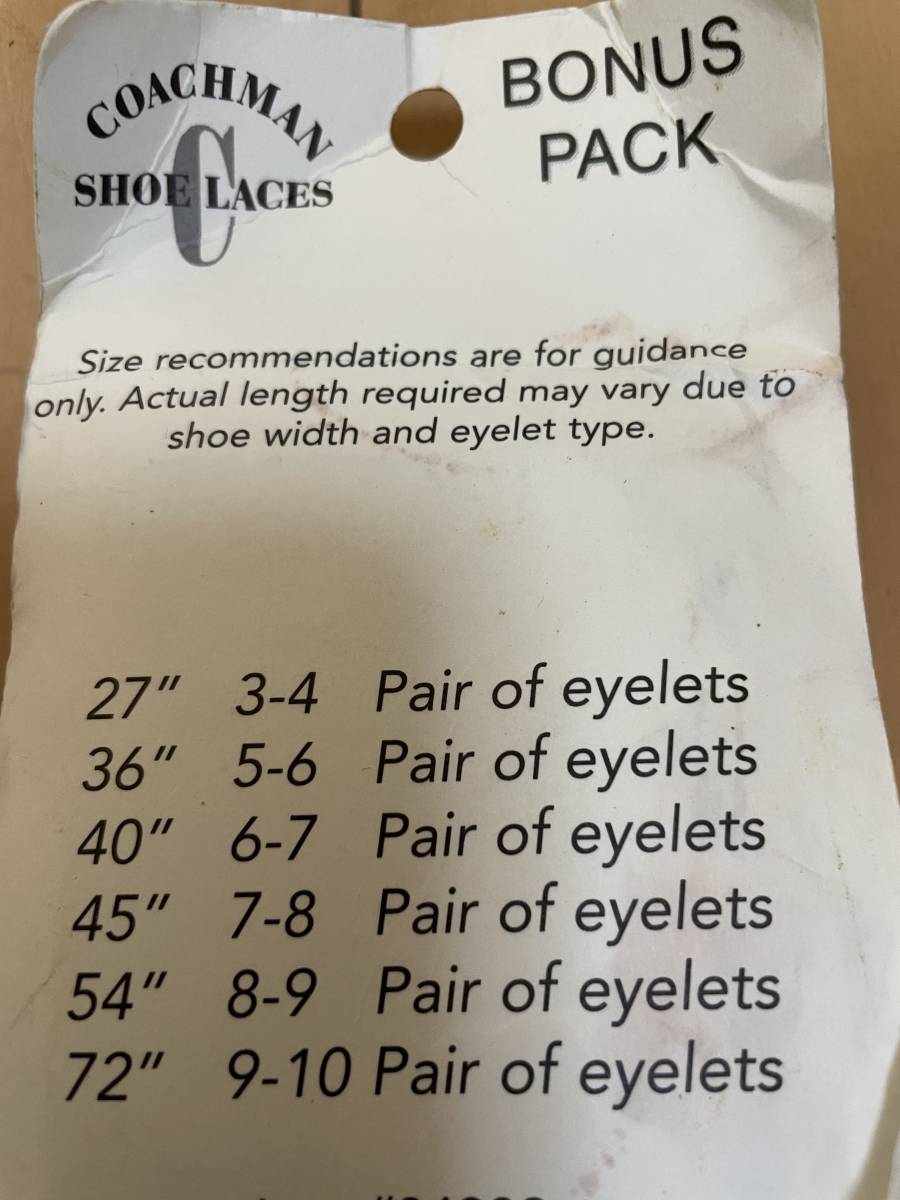 COACHMAN
SHOE LACES
C
BONUS
PACK
Size recommendations are for guidance
only. Actual length required may vary due to
shoe width and eyelet type.
27" 3-4 Pair of eyelets
36" 5-6 Pair of eyelets
40" 6-7 Pair of eyelets
45" 7-8 Pair of eyelets
54" 8-9 Pair of eyelets
72" 9-10 Pair of eyelets